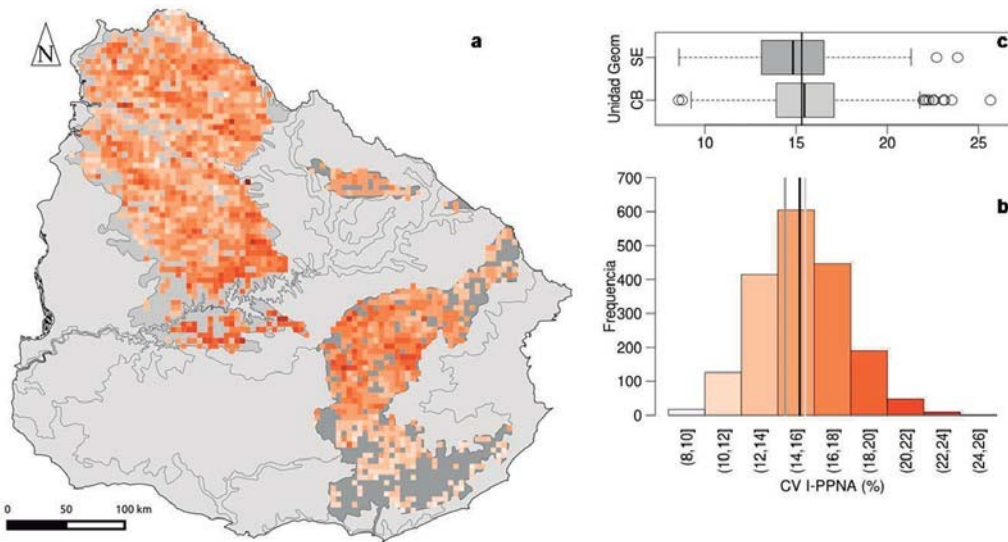 N
a
0 50 100 km
c
Unidad Geom
SE
CB
10 15 20 25
b
Frequencia
700
600
500
400
300
200
100
0
(8,10]
(10,12]
(12,14]
(14,16]
(16,18]
(18,20]
(20,22]
(22,24]
(24,26]
CV I-PPNA (%)